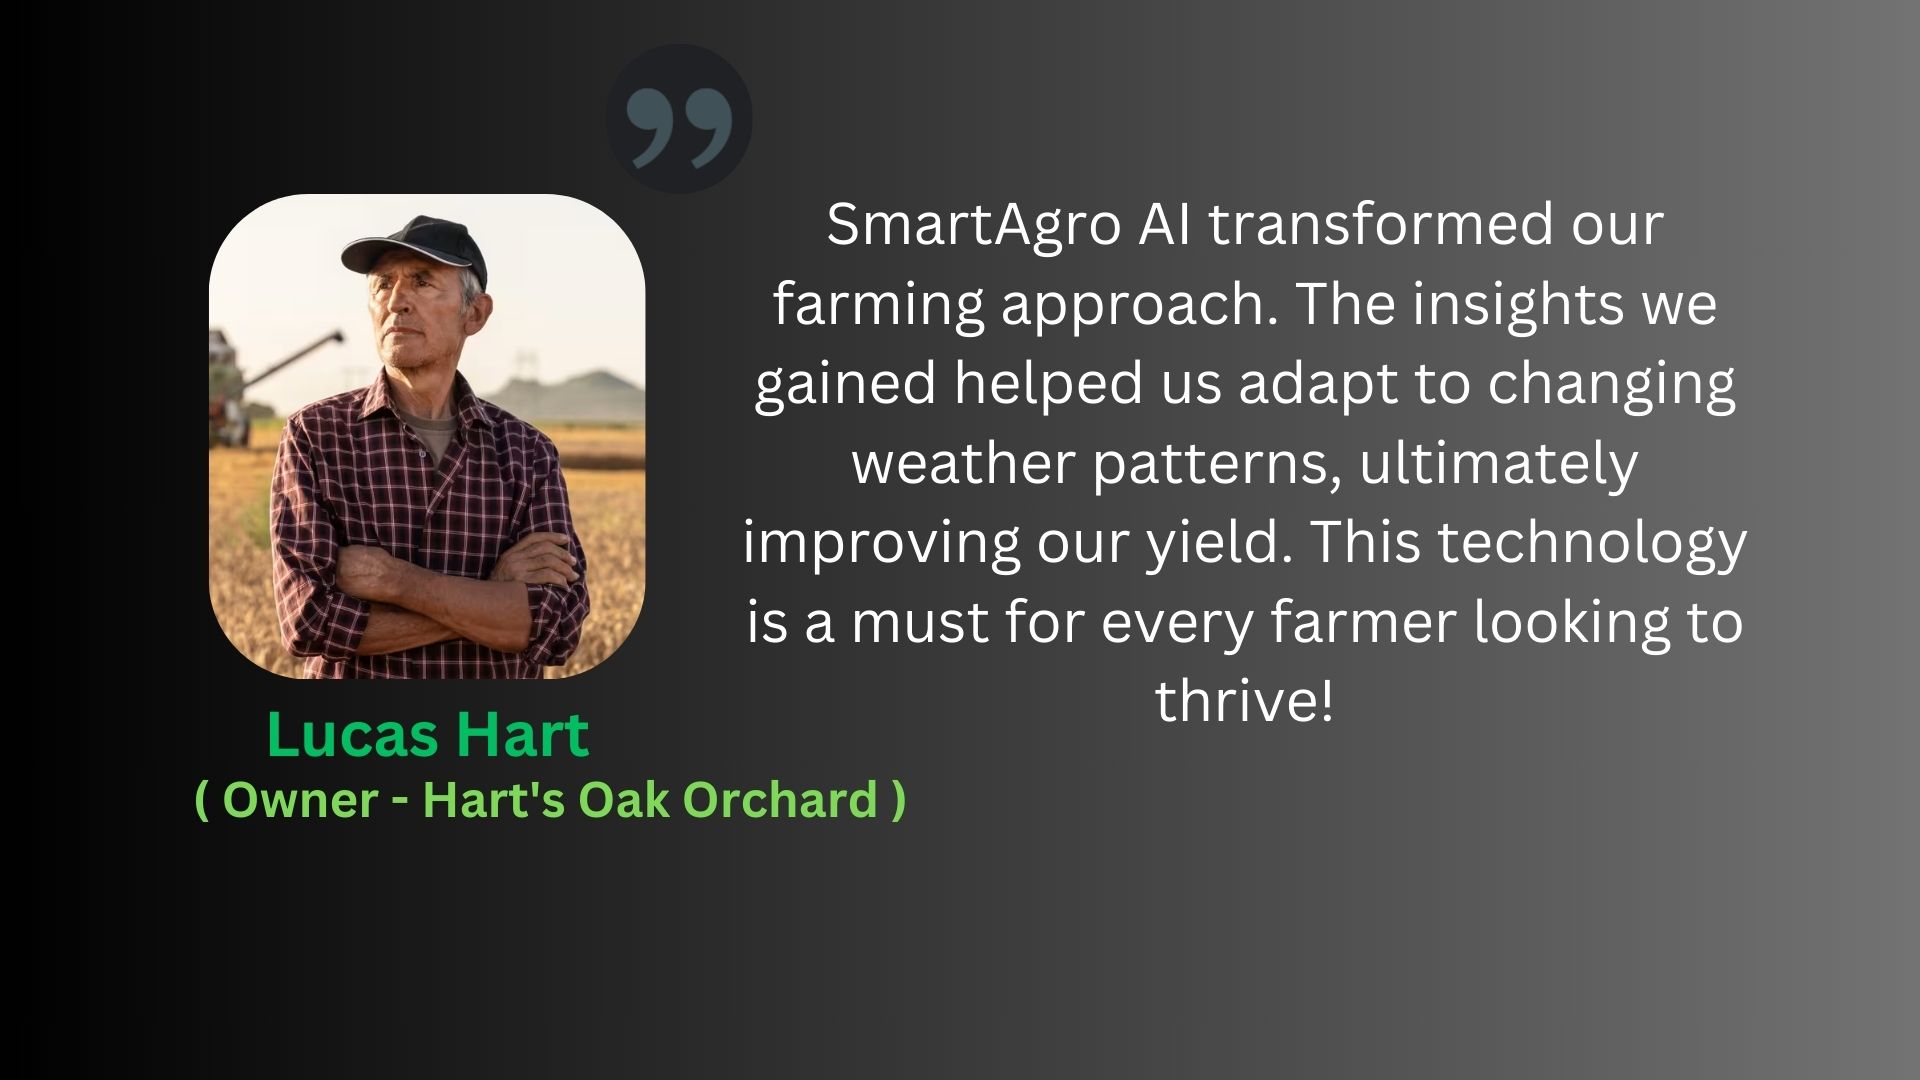 ”
SmartAgro AI transformed our
farming approach. The insights we
gained helped us adapt to changing
weather patterns, ultimately
improving our yield. This technology
is a must for every farmer looking to
thrive!
Lucas Hart
( Owner - Hart's Oak Orchard )